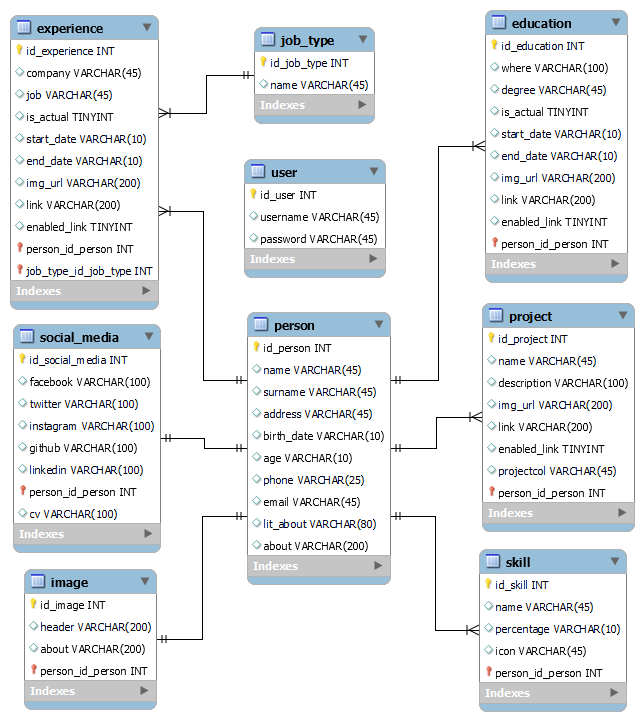 experience
id_experience INT
company VARCHAR(45)
job VARCHAR(45)
is_actual TINYINT
start_date VARCHAR(10)
end_date VARCHAR(10)
img_url VARCHAR(200)
link VARCHAR(200)
enabled_link TINYINT
person_id_person INT
job_type_id_job_type INT
Indexes
job_type
id_job_type INT
name VARCHAR(45)
Indexes
education
id_education INT
where VARCHAR(100)
degree VARCHAR(45)
is_actual TINYINT
start_date VARCHAR(10)
end_date VARCHAR(10)
img_url VARCHAR(200)
link VARCHAR(200)
enabled_link TINYINT
person_id_person INT
Indexes
user
id_user INT
username VARCHAR(45)
password VARCHAR(45)
Indexes
social_media
id_social_media INT
facebook VARCHAR(100)
twitter VARCHAR(100)
instagram VARCHAR(100)
github VARCHAR(100)
linkedin VARCHAR(100)
person_id_person INT
cv VARCHAR(100)
Indexes
person
id_person INT
name VARCHAR(45)
surname VARCHAR(45)
address VARCHAR(45)
birth_date VARCHAR(10)
age VARCHAR(10)
phone VARCHAR(25)
email VARCHAR(45)
lit_about VARCHAR(80)
about VARCHAR(200)
Indexes
project
id_project INT
name VARCHAR(45)
description VARCHAR(100)
img_url VARCHAR(200)
link VARCHAR(200)
enabled_link TINYINT
projectcol VARCHAR(45)
person_id_person INT
Indexes
image
id_image INT
header VARCHAR(200)
about VARCHAR(200)
person_id_person INT
Indexes
skill
id_skill INT
name VARCHAR(45)
percentage VARCHAR(10)
icon VARCHAR(45)
person_id_person INT
Indexes